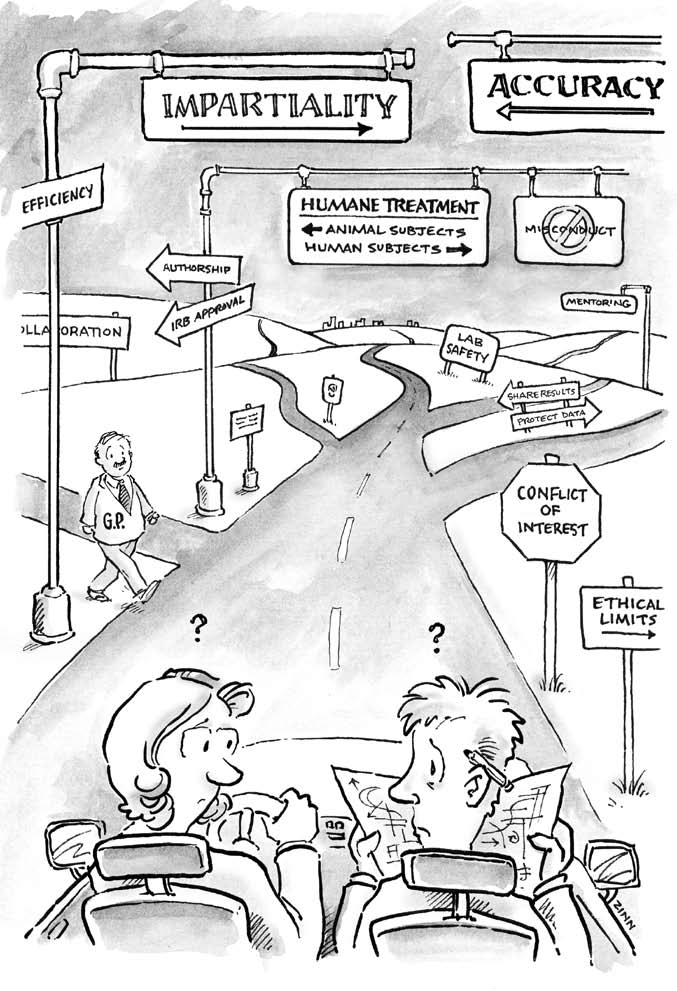 IMPARTIALITY
ACCURACY
EFFICIENCY
HUMANE TREATMENT
ANIMAL SUBJECTS
HUMAN SUBJECTS
MISCONDUCT
AUTHORSHIP
IRB APPROVAL
OLLABORATION
MENTORING
LAB
SAFETY
SHARE RESULTS
PROTECT DATA
G.P.
CONFLICT
OF
INTEREST
ETHICAL
LIMITS
?
?
ZINN